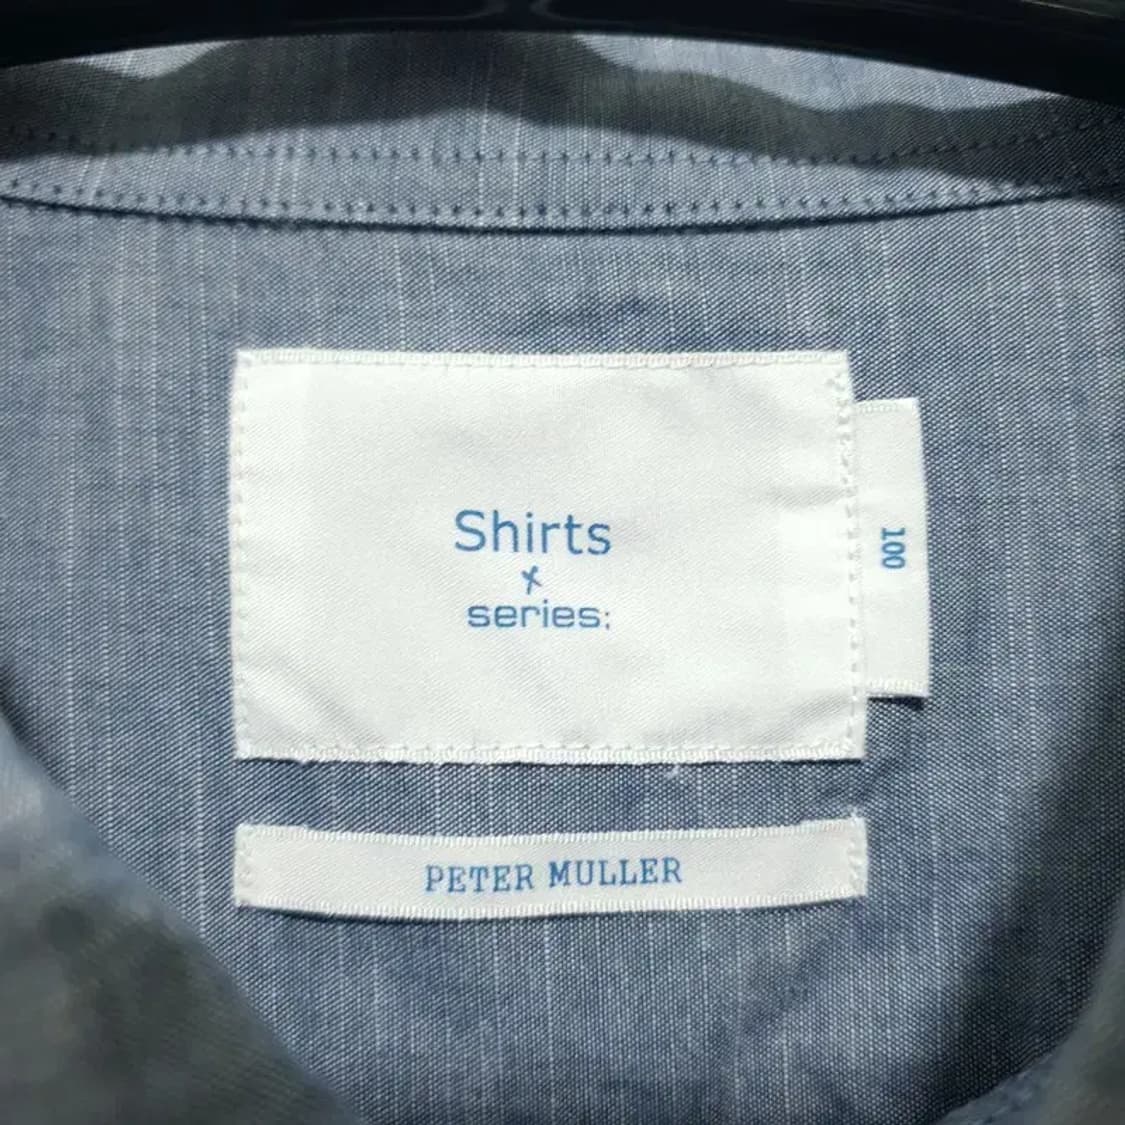 Shirts
x
series;
100
PETER MULLER